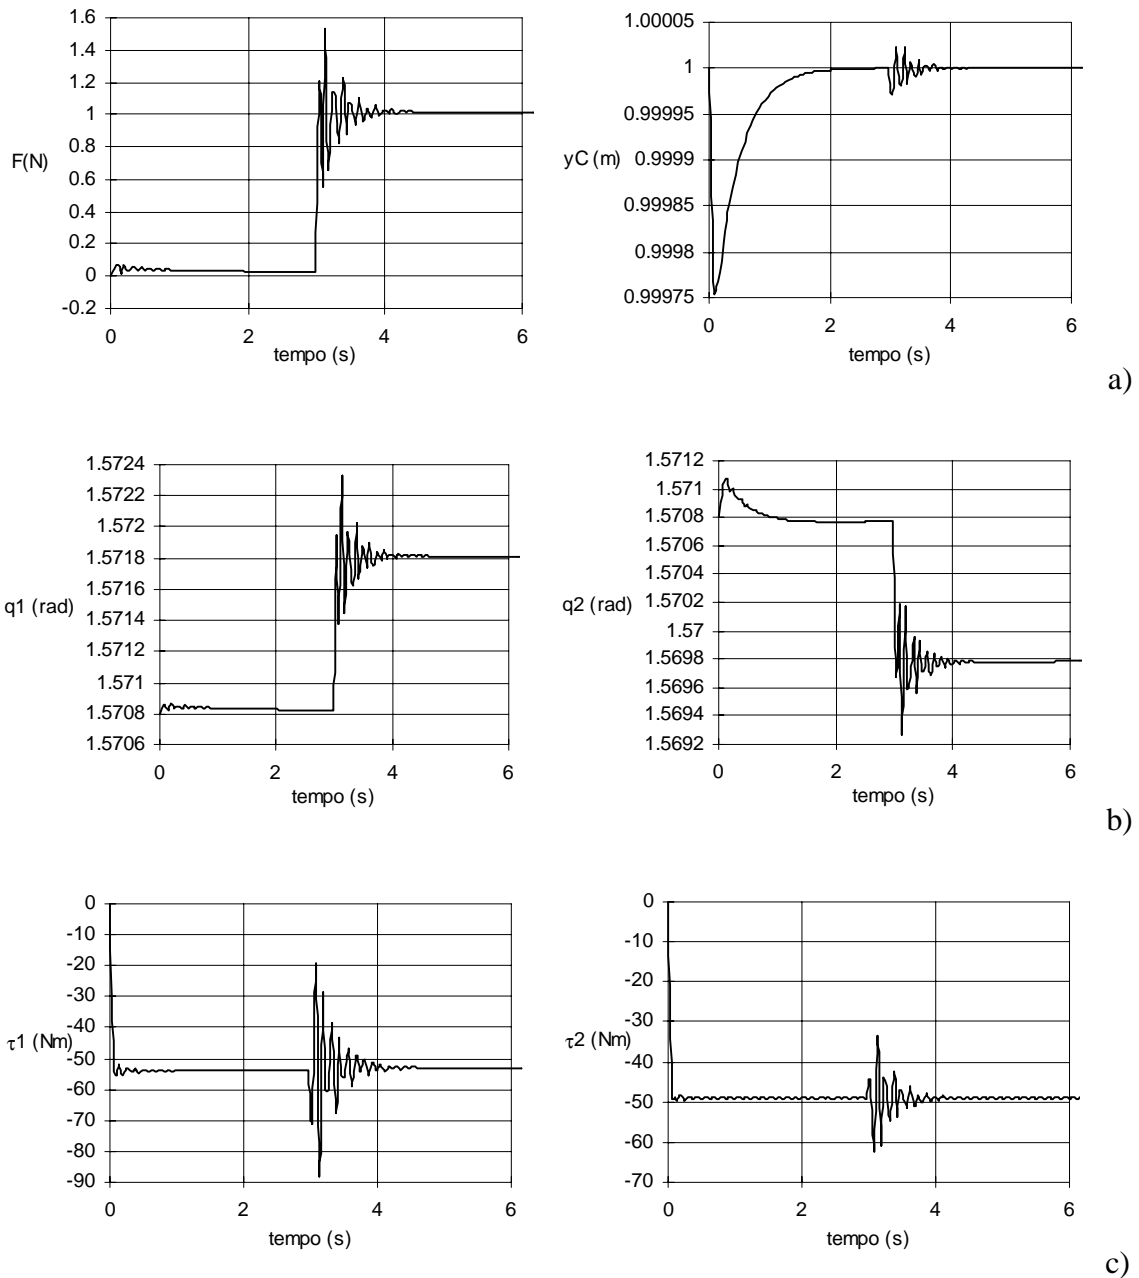 1.6
1.4
1.2
1
0.8
0.6
0.4
0.2
0
-0.2
F(N)
0 2 4 6
tempo (s)
1.00005
1
0.99995
0.9999
0.99985
0.9998
0.99975
yC (m)
0 2 4 6
tempo (s)
a)
1.5724
1.5722
1.572
1.5718
1.5716
1.5714
1.5712
1.571
1.5708
1.5706
q1 (rad)
0 2 4 6
tempo (s)
1.5712
1.571
1.5708
1.5706
1.5704
1.5702
1.57
1.5698
1.5696
1.5694
1.5692
q2 (rad)
0 2 4 6
tempo (s)
b)
0
-10
-20
-30
-40
-50
-60
-70
-80
-90
τ1 (Nm)
0 2 4 6
tempo (s)
0
-10
-20
-30
-40
-50
-60
-70
τ2 (Nm)
0 2 4 6
tempo (s)
c)